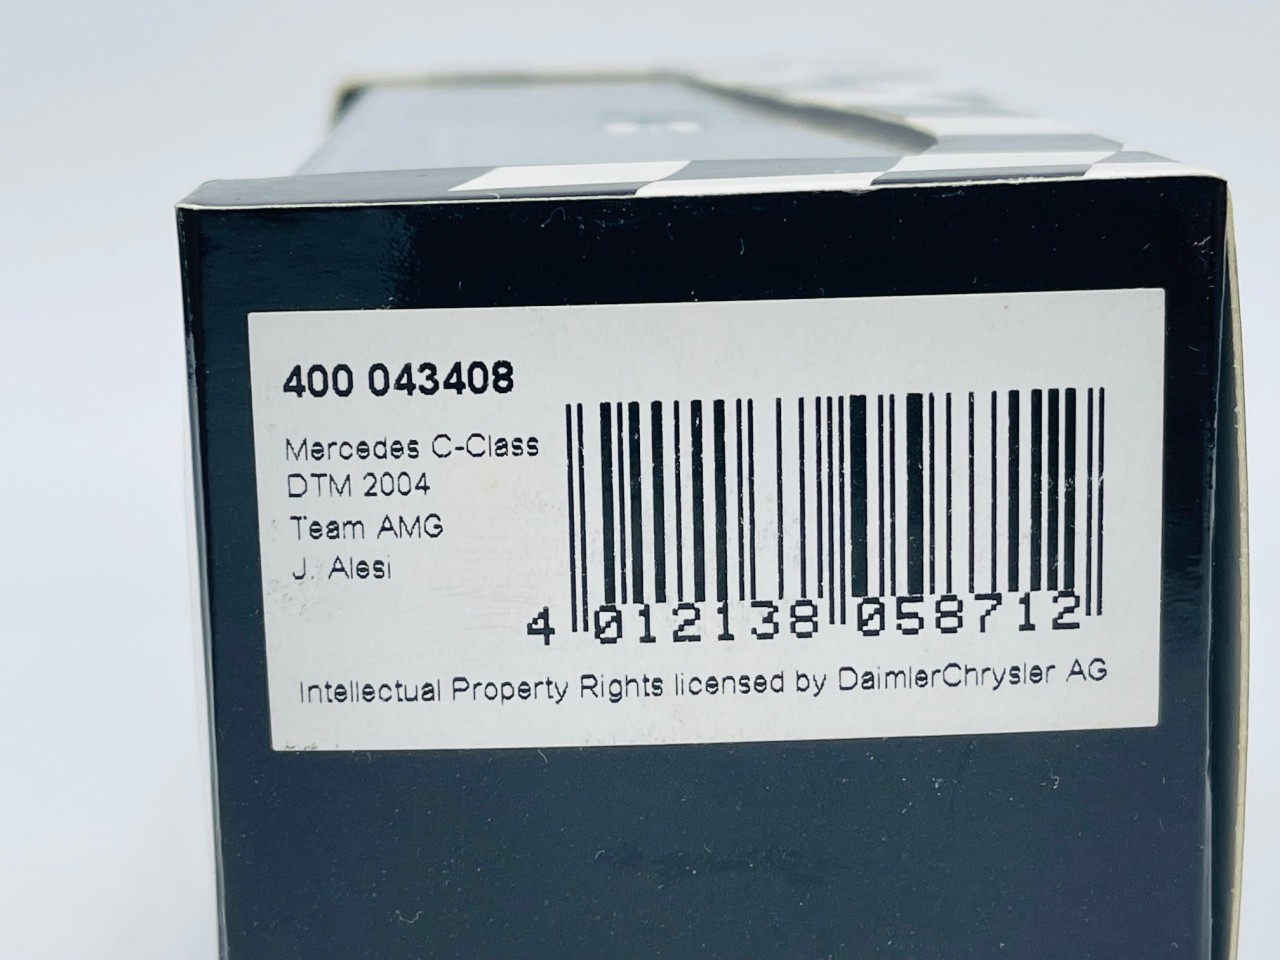 400 043408
Mercedes C-Class
DTM 2004
Team AMG
J. Alesi
4 012138 058712
Intellectual Property Rights licensed by DaimlerChrysler AG